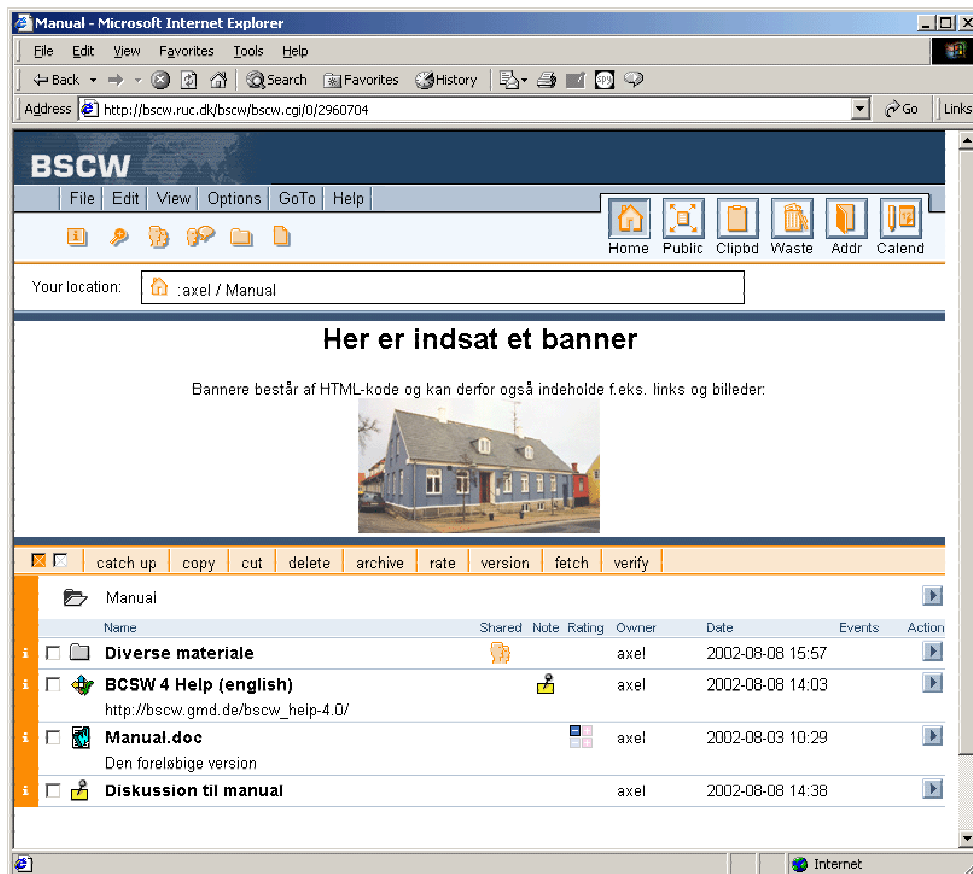 Manual - Microsoft Internet Explorer
File Edit View Favorites Tools Help
Back Search Favorites History
Address http://bscw.ruc.dk/bscw/bscw.cgi/0/2960704 Go Links
BSCW
File Edit View Options GoTo Help
Home Public Clipbd Waste Addr Calend
Your location: :axel / Manual
Her er indsat et banner
Bannere består af HTML-kode og kan derfor også indeholde f.eks. links og billeder:
catch up copy cut delete archive rate version fetch verify
Manual
Name Shared Note Rating Owner Date Events Action
Diverse materiale axel 2002-08-08 15:57
BCSW 4 Help (english) axel 2002-08-08 14:03
http://bscw.gmd.de/bscw_help-4.0/
Manual.doc axel 2002-08-03 10:29
Den foreløbige version
Diskussion til manual axel 2002-08-08 14:38
Internet